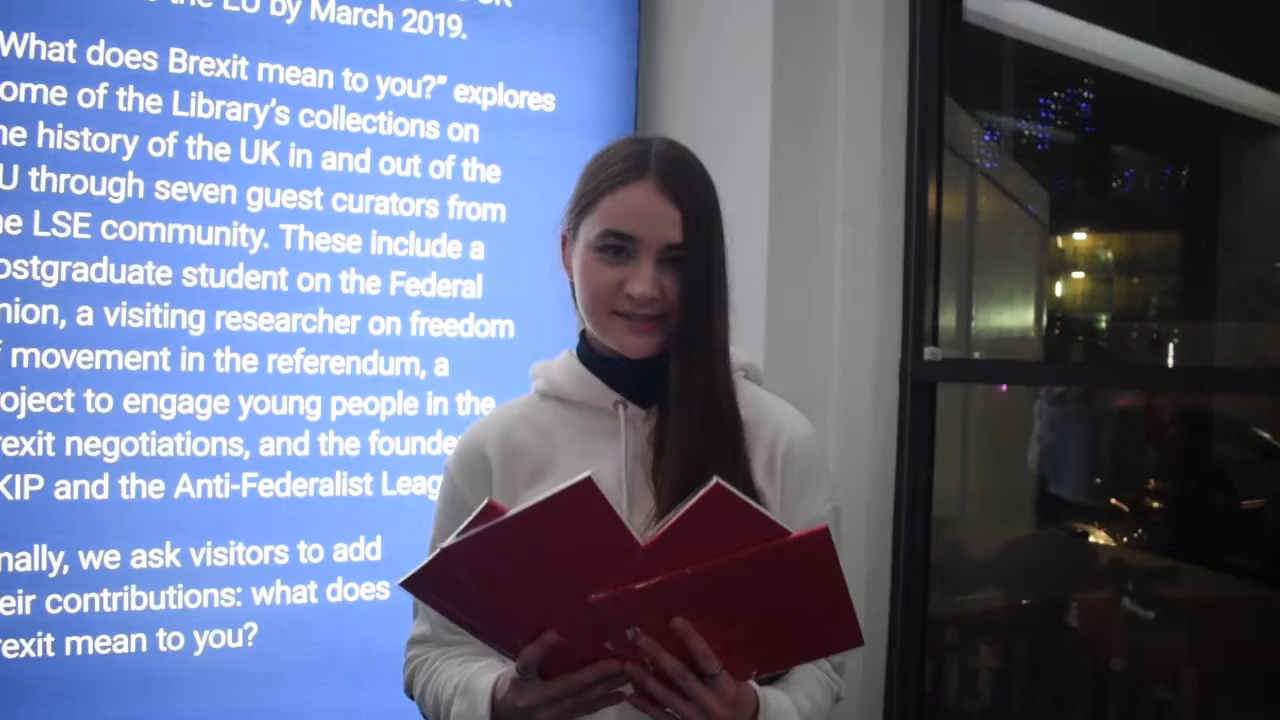 the EU by March 2019.
What does Brexit mean to you?” explores
ome of the Library’s collections on
he history of the UK in and out of the
U through seven guest curators from
he LSE community. These include a
ostgraduate student on the Federal
nion, a visiting researcher on freedom
f movement in the referendum, a
roject to engage young people in the
rexit negotiations, and the founde
KIP and the Anti-Federalist Leag
nally, we ask visitors to add
eir contributions: what does
rexit mean to you?